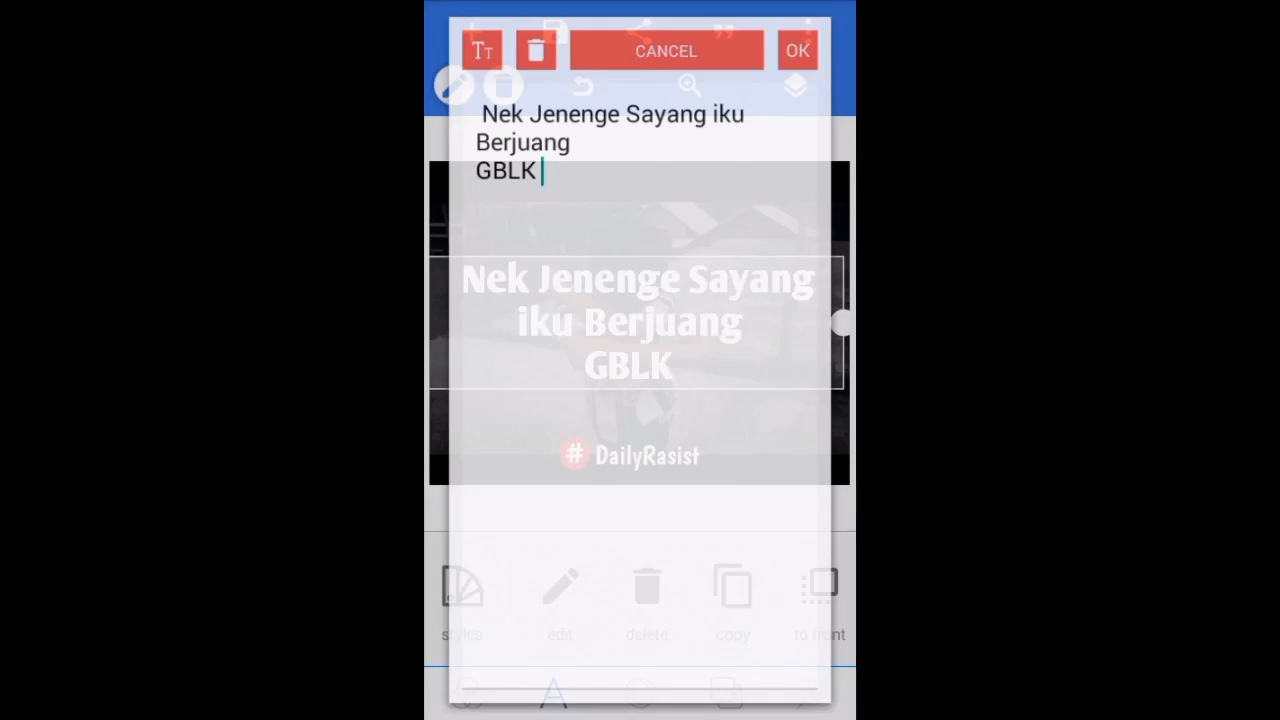 Tт
CANCEL
OK
Nek Jenenge Sayang iku
Berjuang
GBLK
Nek Jenenge Sayang
iku Berjuang
GBLK
# DailyRasist
styles
edit
delete
copy
to front
A